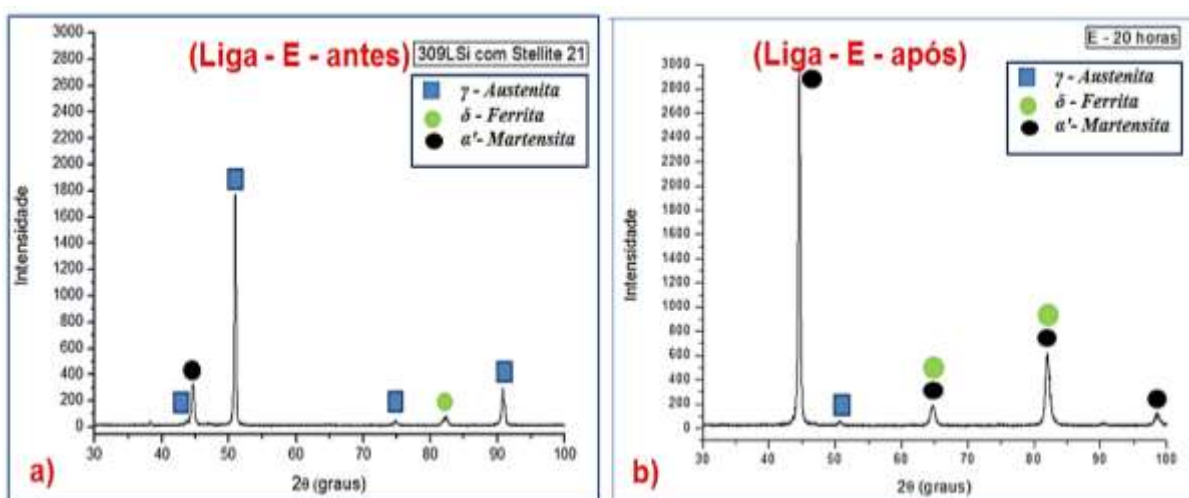 (Liga - E - antes)
309LSi com Stellite 21
γ - Austenita
δ - Ferrita
α'- Martensita
Intensidade
3000
2800
2600
2400
2200
2000
1800
1600
1400
1200
1000
800
600
400
200
0
30 40 50 60 70 80 90 100
2θ (graus)
a)
(Liga - E - após)
E - 20 horas
γ - Austenita
δ - Ferrita
α'- Martensita
Intensidade
3000
2800
2600
2400
2200
2000
1800
1600
1400
1200
1000
800
600
400
200
0
30 40 50 60 70 80 90 100
2θ (graus)
b)